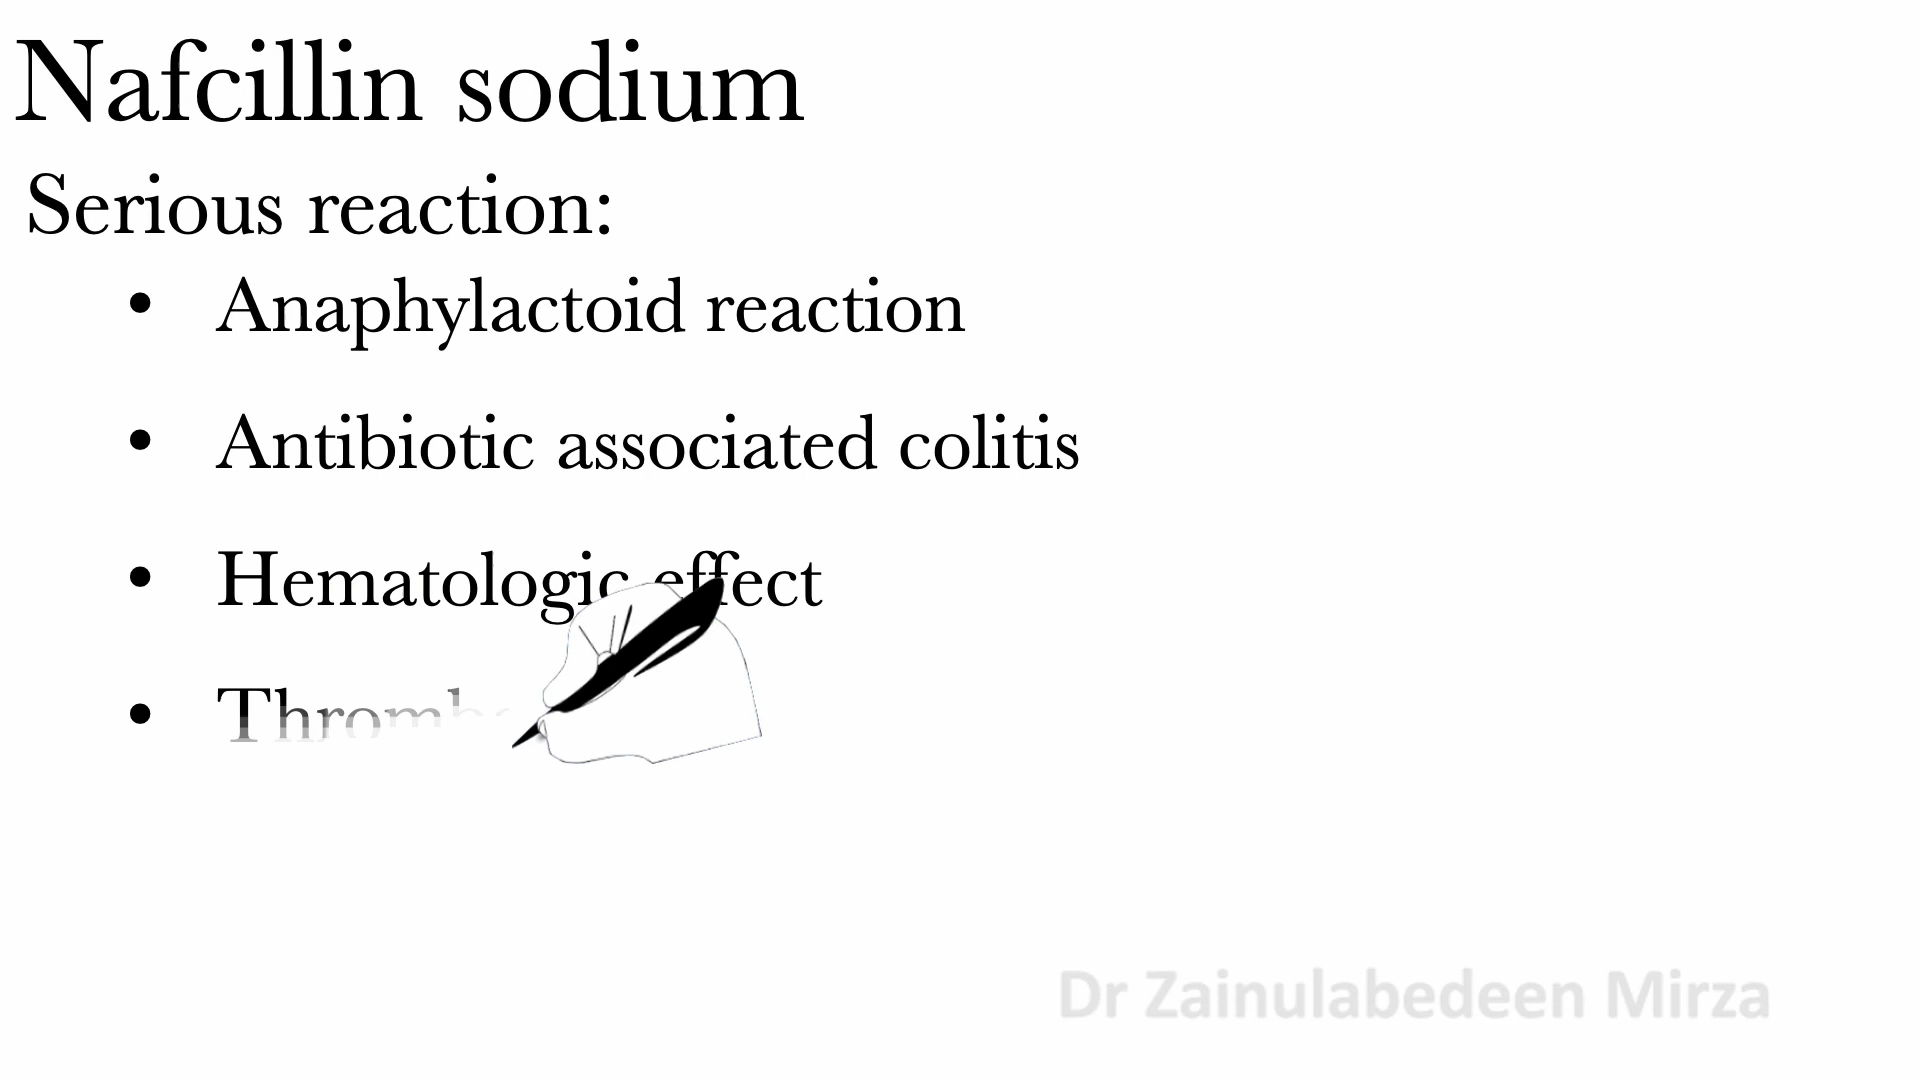 Nafcillin sodium
Serious reaction:
• Anaphylactoid reaction
• Antibiotic associated colitis
• Hematologic effect
•
Dr Zainulabedeen Mirza